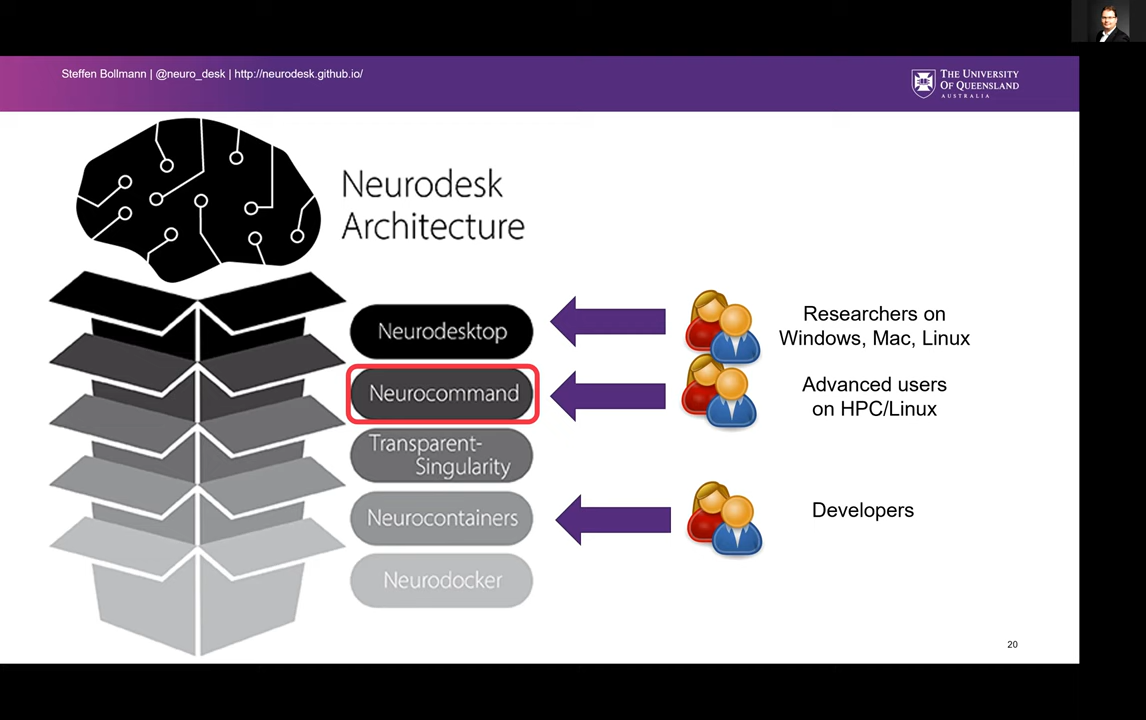 Steffen Bollmann | @neuro_desk | http://neurodesk.github.io/
THE UNIVERSITY
OF QUEENSLAND
AUSTRALIA
Neurodesk
Architecture
Neurodesktop
Researchers on
Windows, Mac, Linux
Neurocommand
Advanced users
on HPC/Linux
Transparent-
Singularity
Neurocontainers
Developers
Neurodocker
20